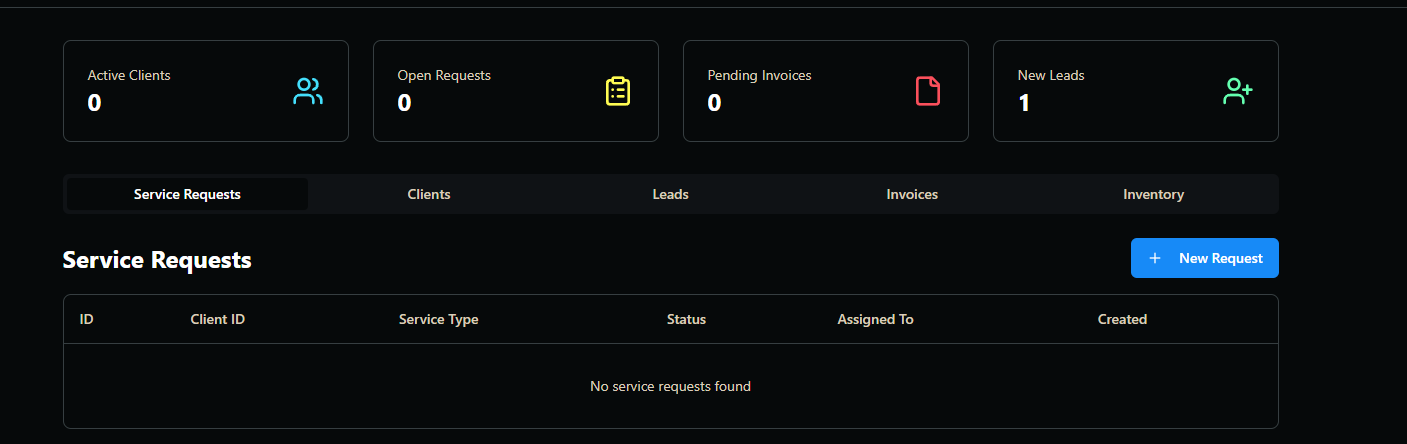 Active Clients
0
Open Requests
0
Pending Invoices
0
New Leads
1
Service Requests Clients Leads Invoices Inventory
Service Requests
+ New Request
ID Client ID Service Type Status Assigned To Created
No service requests found